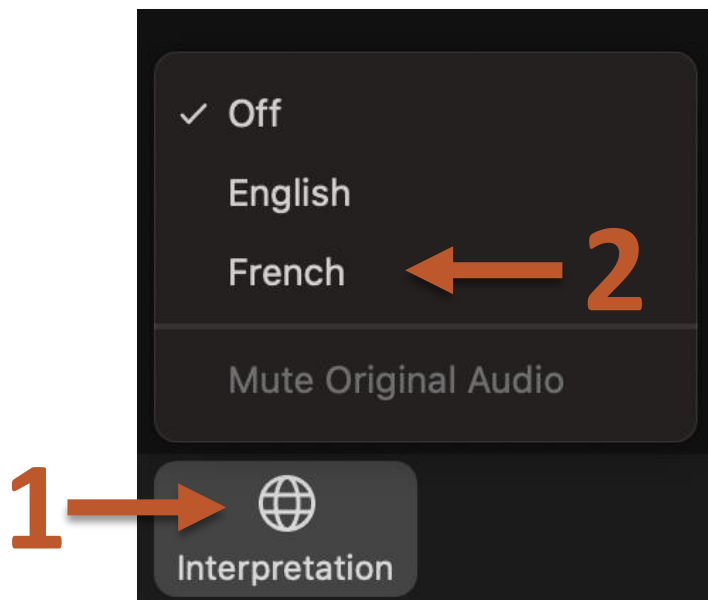 Off
English
French
2
Mute Original Audio
1
Interpretation